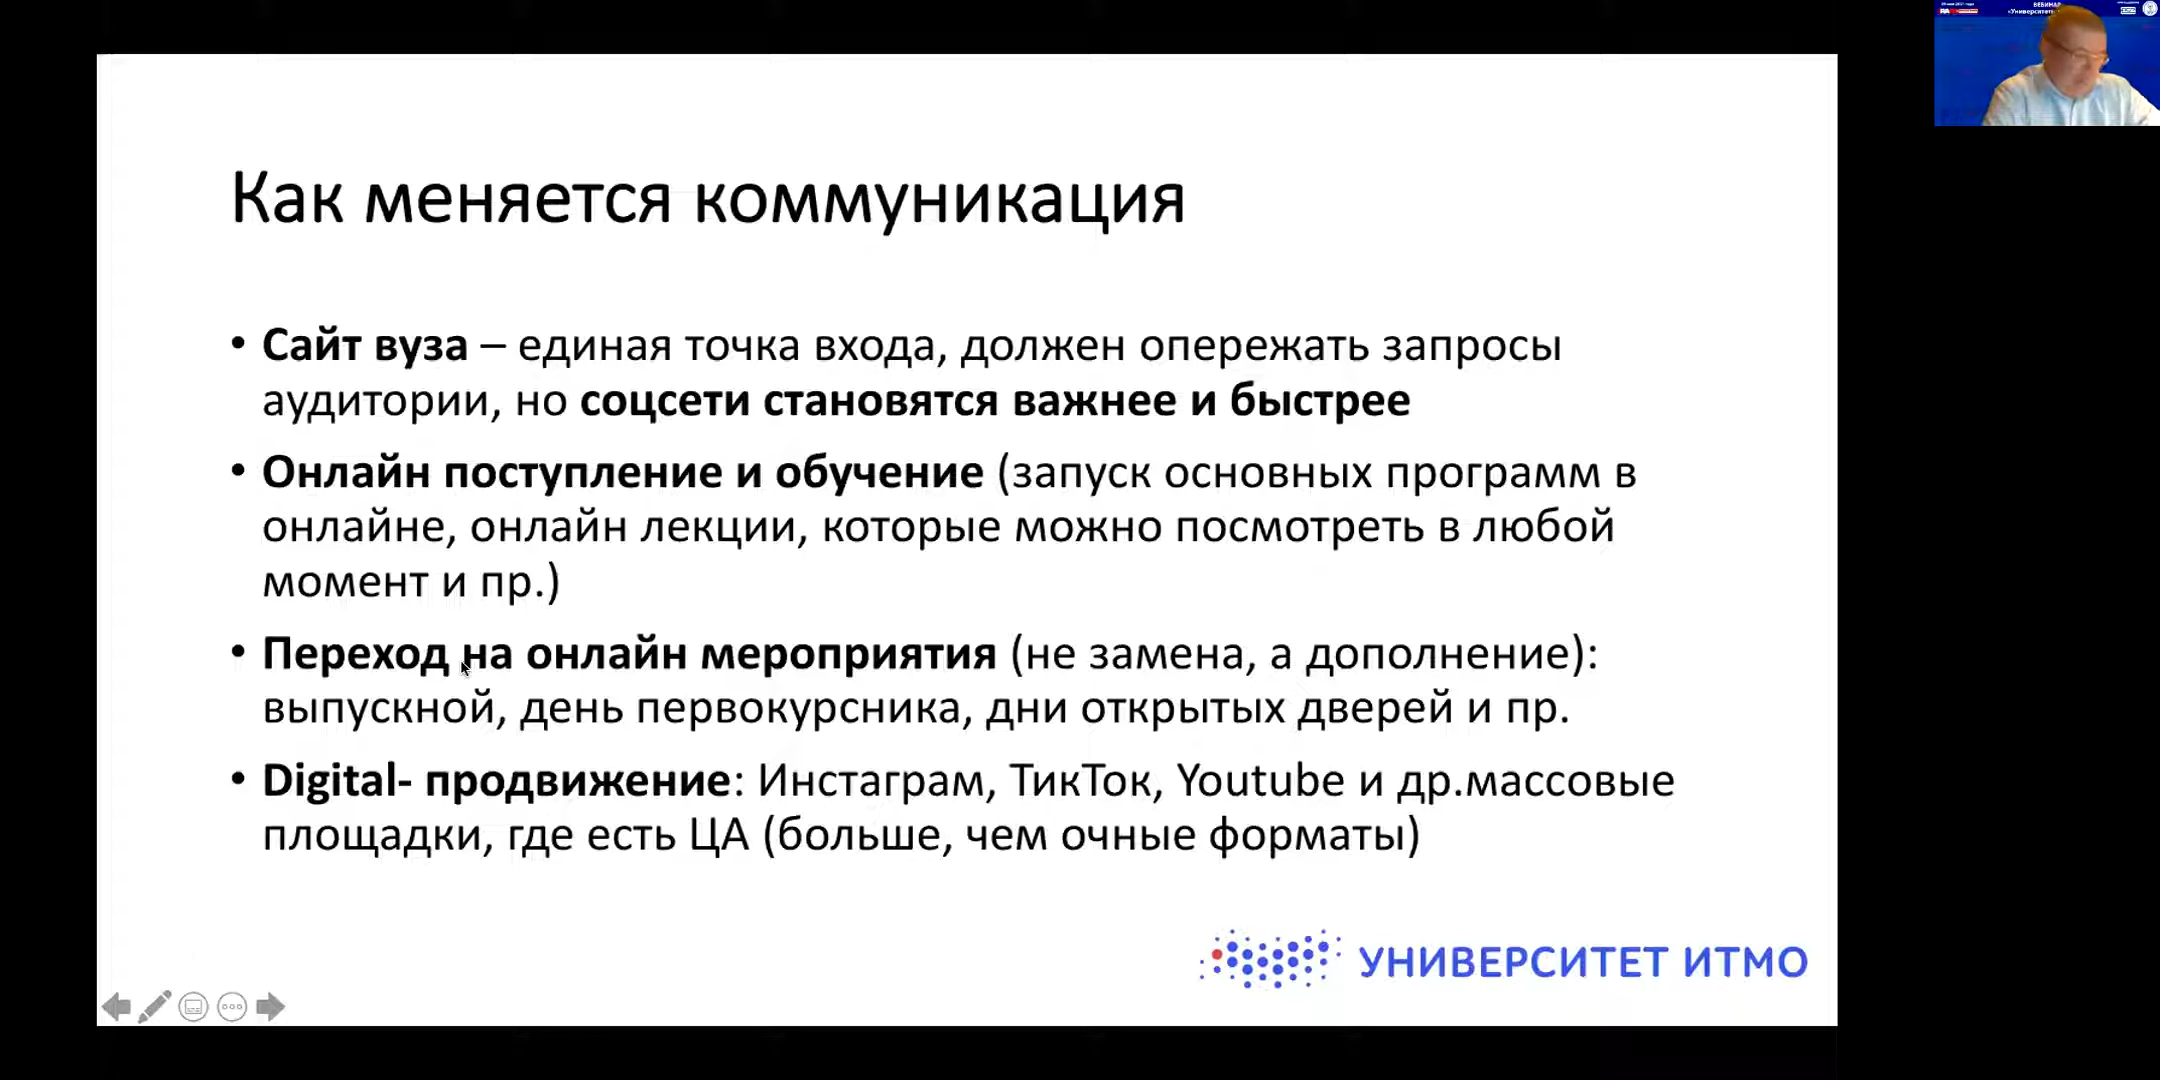 Как меняется коммуникация
• Сайт вуза – единая точка входа, должен опережать запросы
аудитории, но соцсети становятся важнее и быстрее
• Онлайн поступление и обучение (запуск основных программ в
онлайне, онлайн лекции, которые можно посмотреть в любой
момент и пр.)
• Переход на онлайн мероприятия (не замена, а дополнение):
выпускной, день первокурсника, дни открытых дверей и пр.
• Digital- продвижение: Инстаграм, ТикТок, Youtube и др.массовые
площадки, где есть ЦА (больше, чем очные форматы)
УНИВЕРСИТЕТ ИТМО
ВЕБИНАР